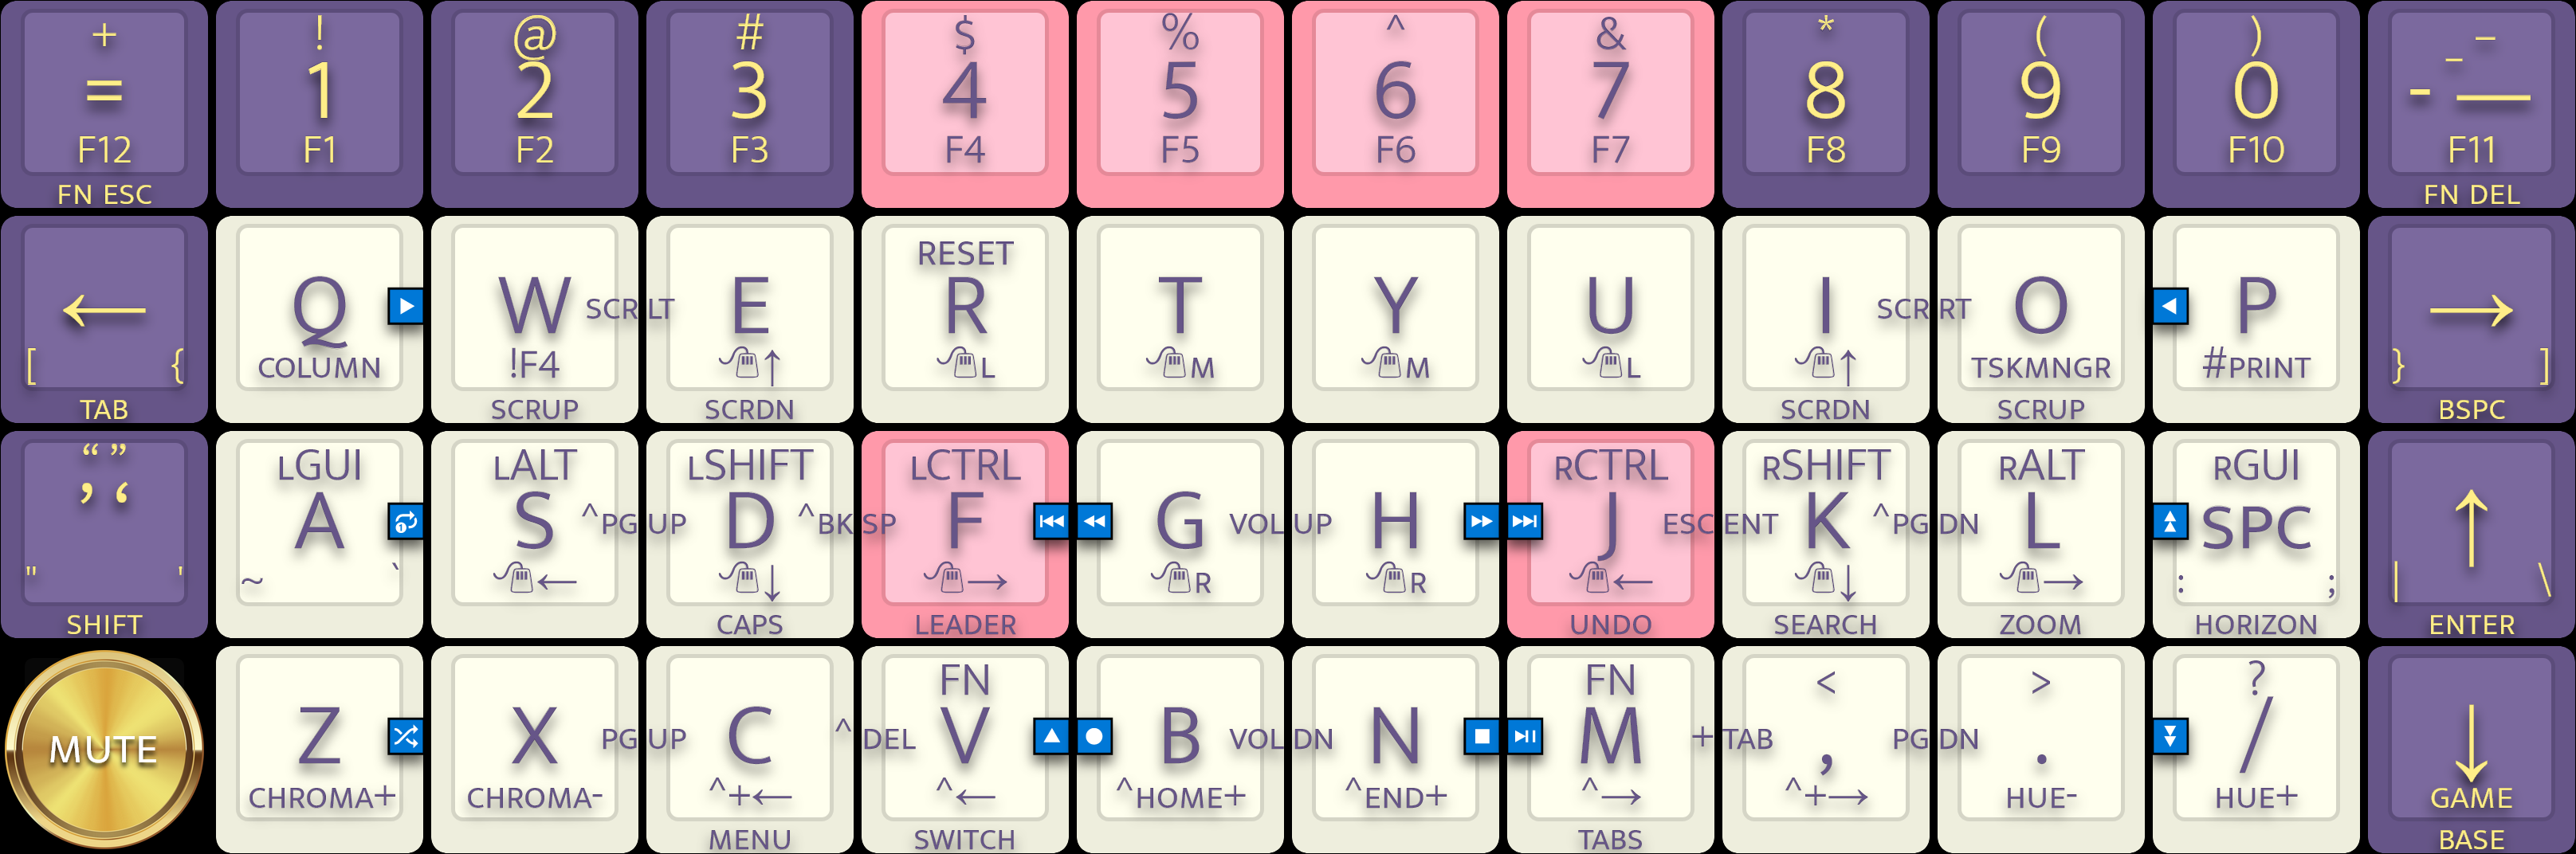 + ! @ # $ % ^ & * ( ) _ –
= 1 2 3 4 5 6 7 8 9 0 - —
F12 F1 F2 F3 F4 F5 F6 F7 F8 F9 F10 F11
FN ESC FN DEL
RESET
← Q W SCR LT E R T Y U I SCR RT O P →
[ { COLUMN !F4 ↑ L M M L ↑ TSKMNGR #PRINT } ]
TAB SCRUP SCRDN SCRDN SCRUP BSPC
“ ” LGUI LALT LSHIFT LCTRL RCTRL RSHIFT RALT RGUI
’ ‘ A S ^PG UP D ^BK SP F G VOL UP H J ESC ENT K ^PG DN L SPC ↑
" ' ~ ` ← ↓ → R R ← ↓ → : ; | \
SHIFT CAPS LEADER UNDO SEARCH ZOOM HORIZON ENTER
FN FN < > ?
MUTE Z X PG UP C ^ DEL V B VOL DN N M + TAB , PG DN . / ↓
CHROMA+ CHROMA- ^+← ^← ^HOME+ ^END+ ^→ ^+→ HUE- HUE+ GAME
MENU SWITCH TABS BASE